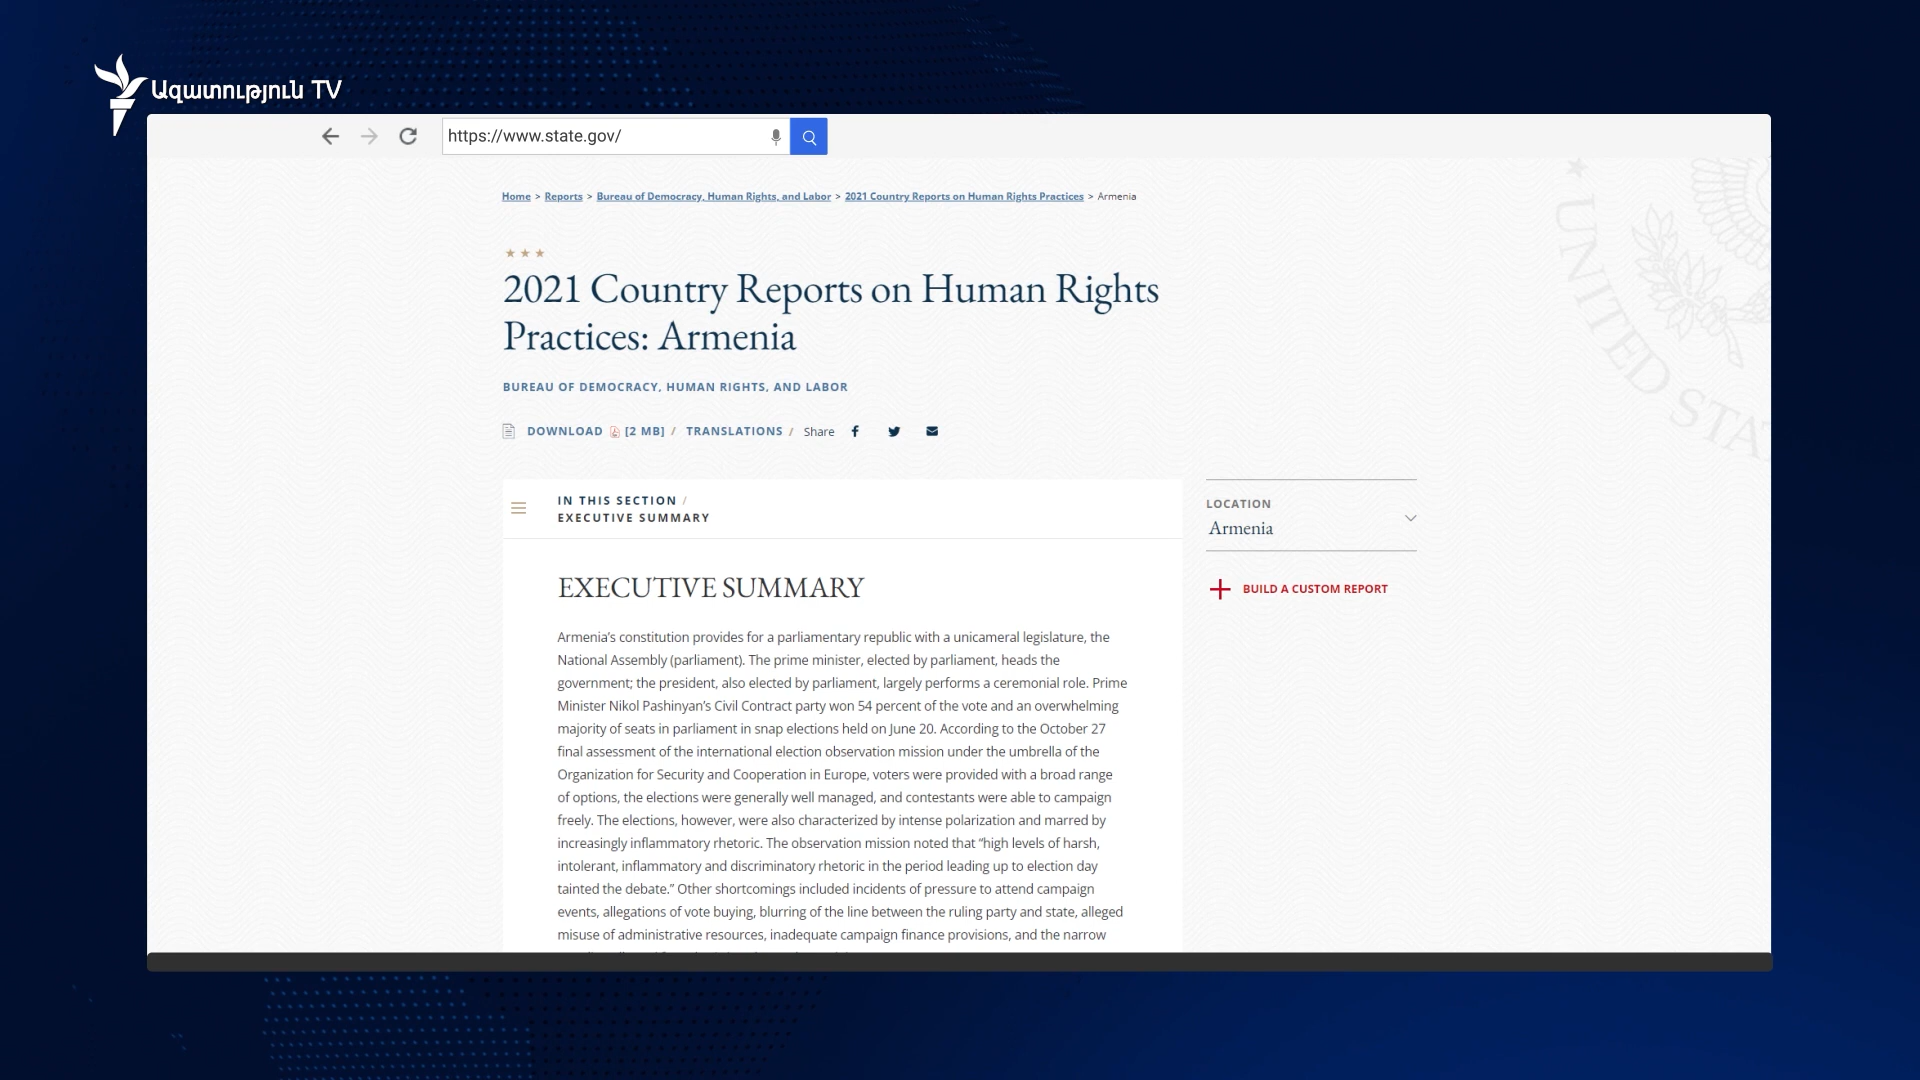 Ազատություն TV
https://www.state.gov/
Home > Reports > Bureau of Democracy, Human Rights, and Labor > 2021 Country Reports on Human Rights Practices > Armenia
2021 Country Reports on Human Rights
Practices: Armenia
BUREAU OF DEMOCRACY, HUMAN RIGHTS, AND LABOR
DOWNLOAD [2 MB] / TRANSLATIONS / Share
UNITED STA
IN THIS SECTION /
EXECUTIVE SUMMARY
LOCATION
Armenia
BUILD A CUSTOM REPORT
EXECUTIVE SUMMARY
Armenia’s constitution provides for a parliamentary republic with a unicameral legislature, the
National Assembly (parliament). The prime minister, elected by parliament, heads the
government; the president, also elected by parliament, largely performs a ceremonial role. Prime
Minister Nikol Pashinyan’s Civil Contract party won 54 percent of the vote and an overwhelming
majority of seats in parliament in snap elections held on June 20. According to the October 27
final assessment of the international election observation mission under the umbrella of the
Organization for Security and Cooperation in Europe, voters were provided with a broad range
of options, the elections were generally well managed, and contestants were able to campaign
freely. The elections, however, were also characterized by intense polarization and marred by
increasingly inflammatory rhetoric. The observation mission noted that “high levels of harsh,
intolerant, inflammatory and discriminatory rhetoric in the period leading up to election day
tainted the debate.” Other shortcomings included incidents of pressure to attend campaign
events, allegations of vote buying, blurring of the line between the ruling party and state, alleged
misuse of administrative resources, inadequate campaign finance provisions, and the narrow